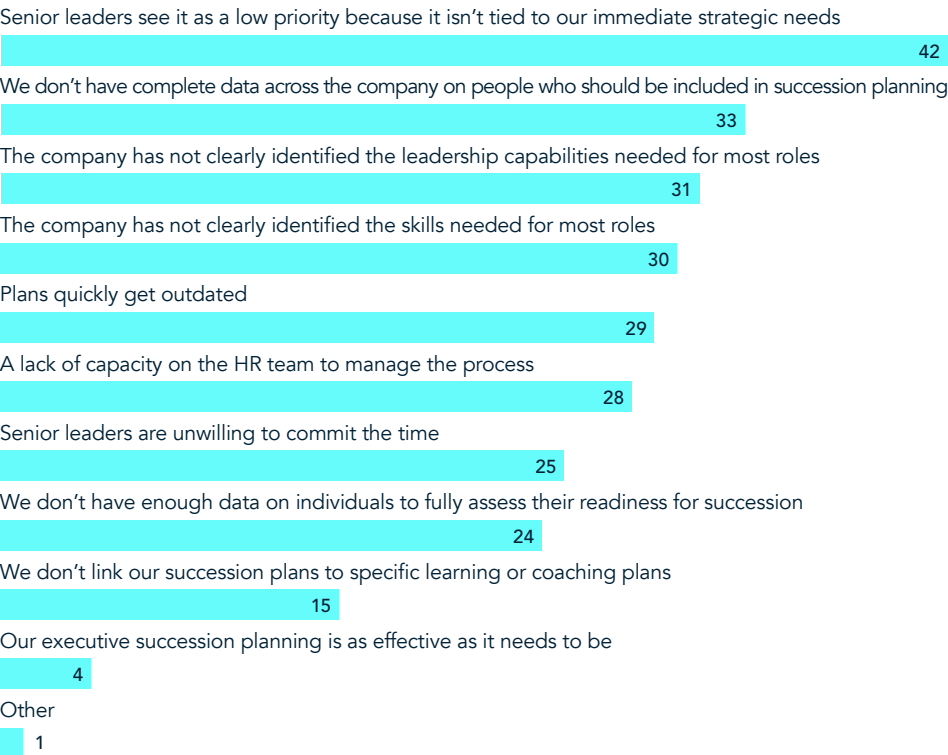 Senior leaders see it as a low priority because it isn’t tied to our immediate strategic needs
42
We don’t have complete data across the company on people who should be included in succession planning
33
The company has not clearly identified the leadership capabilities needed for most roles
31
The company has not clearly identified the skills needed for most roles
30
Plans quickly get outdated
29
A lack of capacity on the HR team to manage the process
28
Senior leaders are unwilling to commit the time
25
We don’t have enough data on individuals to fully assess their readiness for succession
24
We don’t link our succession plans to specific learning or coaching plans
15
Our executive succession planning is as effective as it needs to be
4
Other
1